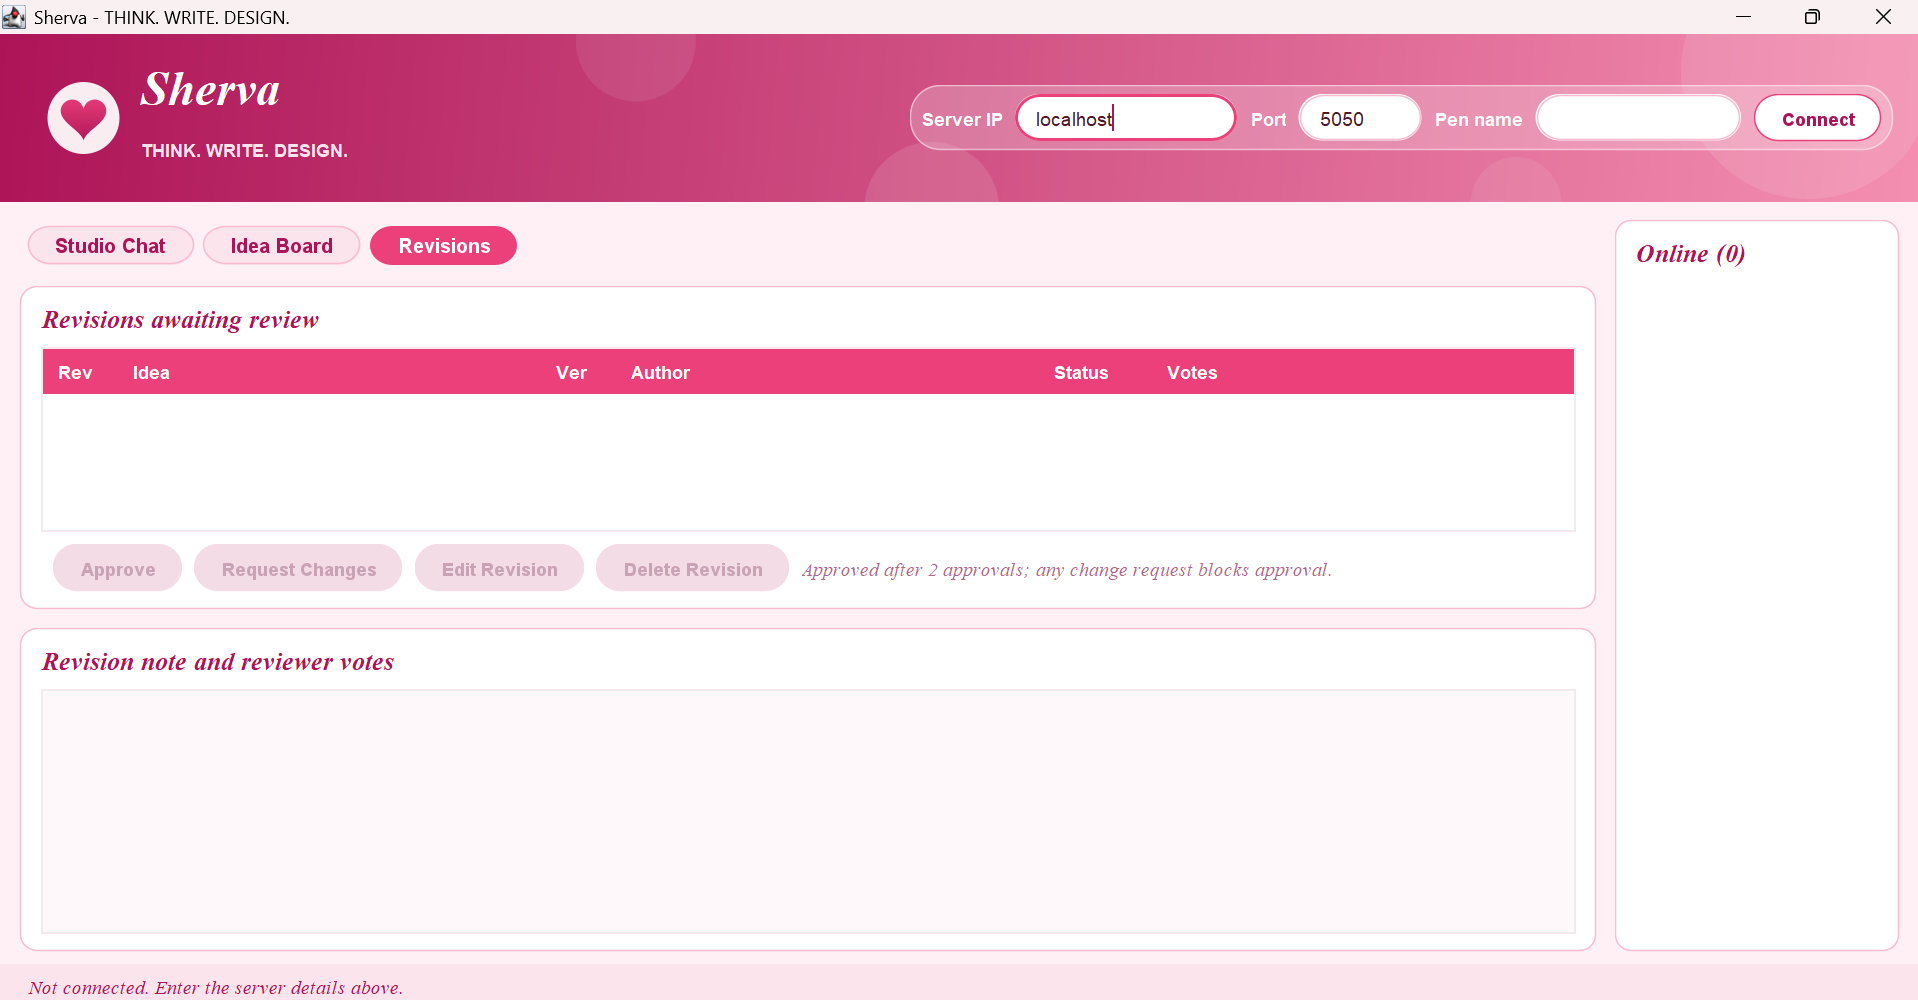 Sherva - THINK. WRITE. DESIGN.
Sherva
THINK. WRITE. DESIGN.
Server IP localhost Port 5050 Pen name Connect
Studio Chat Idea Board Revisions
Online (0)
Revisions awaiting review
Rev Idea Ver Author Status Votes
Approve Request Changes Edit Revision Delete Revision Approved after 2 approvals; any change request blocks approval.
Revision note and reviewer votes
Not connected. Enter the server details above.